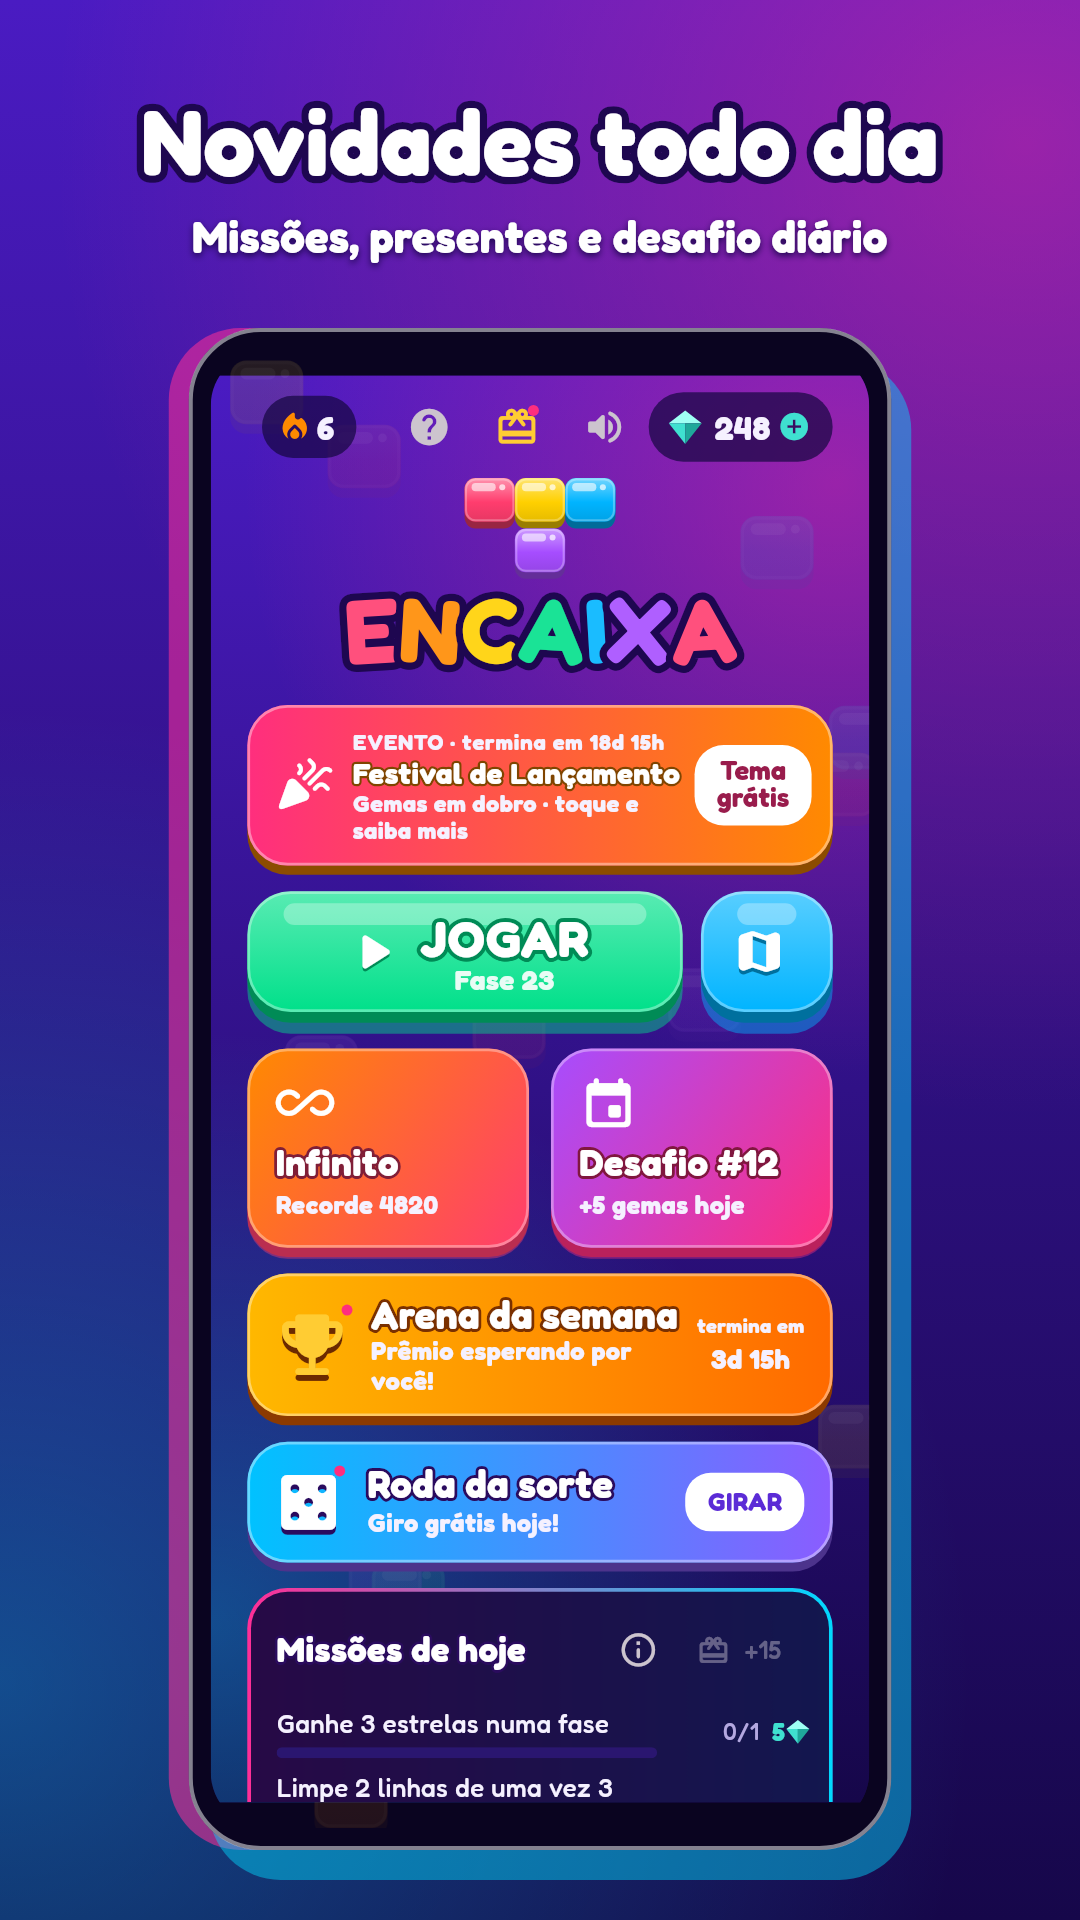 Novidades todo dia
Missões, presentes e desafio diário
6
248
ENCAIXA
EVENTO · termina em 18d 15h
Festival de Lançamento
Gemas em dobro · toque e
saiba mais
Tema
grátis
JOGAR
Fase 23
Infinito
Recorde 4820
Desafio #12
+5 gemas hoje
Arena da semana
Prêmio esperando por
você!
termina em
3d 15h
Roda da sorte
Giro grátis hoje!
GIRAR
Missões de hoje
+15
Ganhe 3 estrelas numa fase
0/1 5
Limpe 2 linhas de uma vez 3